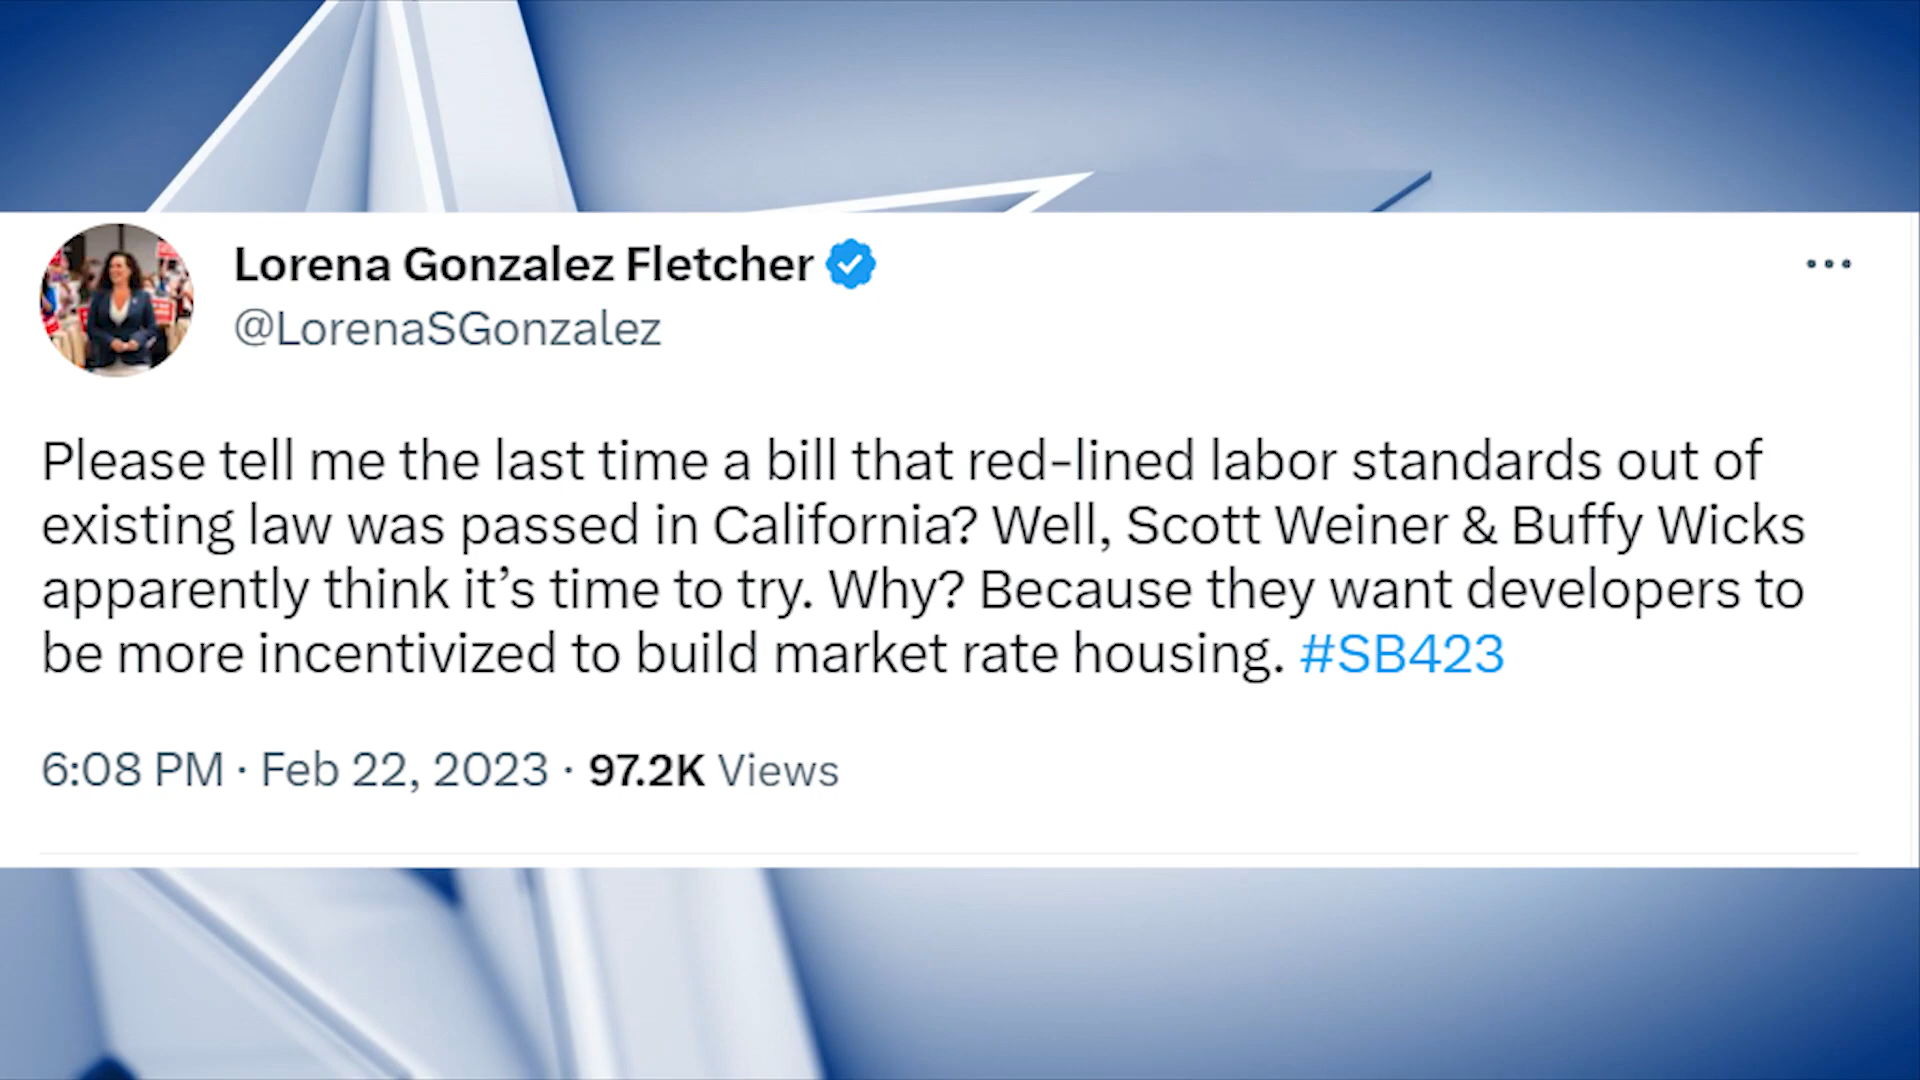 Lorena Gonzalez Fletcher
@LorenaSGonzalez
Please tell me the last time a bill that red-lined labor standards out of
existing law was passed in California? Well, Scott Weiner & Buffy Wicks
apparently think it’s time to try. Why? Because they want developers to
be more incentivized to build market rate housing. #SB423
6:08 PM · Feb 22, 2023 · 97.2K Views